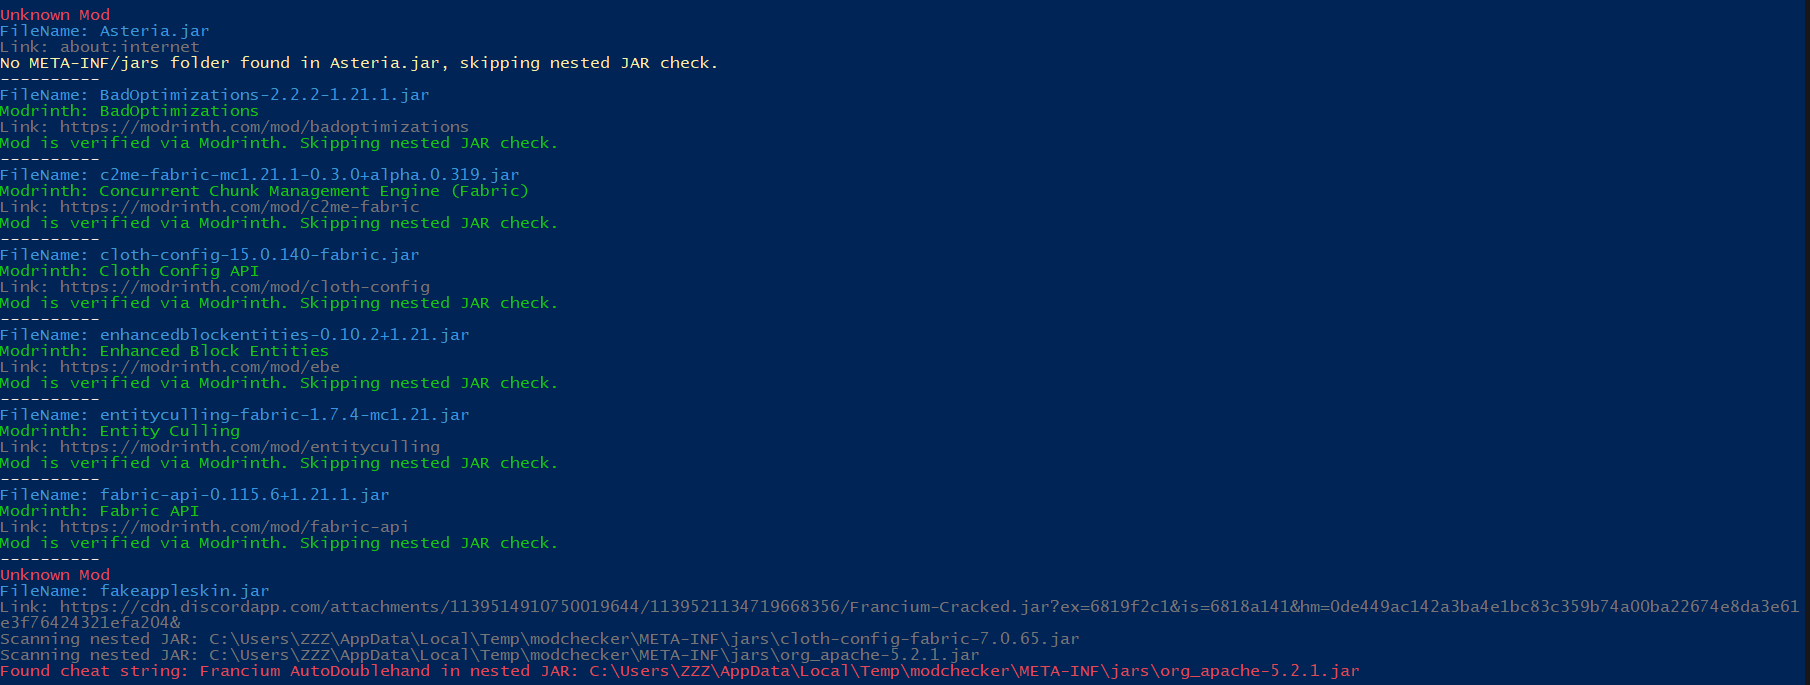 Unknown Mod
FileName: Asteria.jar
Link: about:internet
No META-INF/jars folder found in Asteria.jar, skipping nested JAR check.
----------
FileName: BadOptimizations-2.2.2-1.21.1.jar
Modrinth: BadOptimizations
Link: https://modrinth.com/mod/badoptimizations
Mod is verified via Modrinth. Skipping nested JAR check.
----------
FileName: c2me-fabric-mc1.21.1-0.3.0+alpha.0.319.jar
Modrinth: Concurrent Chunk Management Engine (Fabric)
Link: https://modrinth.com/mod/c2me-fabric
Mod is verified via Modrinth. Skipping nested JAR check.
----------
FileName: cloth-config-15.0.140-fabric.jar
Modrinth: Cloth Config API
Link: https://modrinth.com/mod/cloth-config
Mod is verified via Modrinth. Skipping nested JAR check.
----------
FileName: enhancedblockentities-0.10.2+1.21.jar
Modrinth: Enhanced Block Entities
Link: https://modrinth.com/mod/ebe
Mod is verified via Modrinth. Skipping nested JAR check.
----------
FileName: entityculling-fabric-1.7.4-mc1.21.jar
Modrinth: Entity Culling
Link: https://modrinth.com/mod/entityculling
Mod is verified via Modrinth. Skipping nested JAR check.
----------
FileName: fabric-api-0.115.6+1.21.1.jar
Modrinth: Fabric API
Link: https://modrinth.com/mod/fabric-api
Mod is verified via Modrinth. Skipping nested JAR check.
----------
Unknown Mod
FileName: fakeappleskin.jar
Link: https://cdn.discordapp.com/attachments/1139514910750019644/1139521134719668356/Francium-Cracked.jar?ex=6819f2c1&is=6818a141&hm=0de449ac142a3ba4e1bc83c359b74a00ba22674e8da3e61
e3f76424321efa204&
Scanning nested JAR: C:\Users\ZZZ\AppData\Local\Temp\modchecker\META-INF\jars\cloth-config-fabric-7.0.65.jar
Scanning nested JAR: C:\Users\ZZZ\AppData\Local\Temp\modchecker\META-INF\jars\org_apache-5.2.1.jar
Found cheat string: Francium AutoDoublehand in nested JAR: C:\Users\ZZZ\AppData\Local\Temp\modchecker\META-INF\jars\org_apache-5.2.1.jar